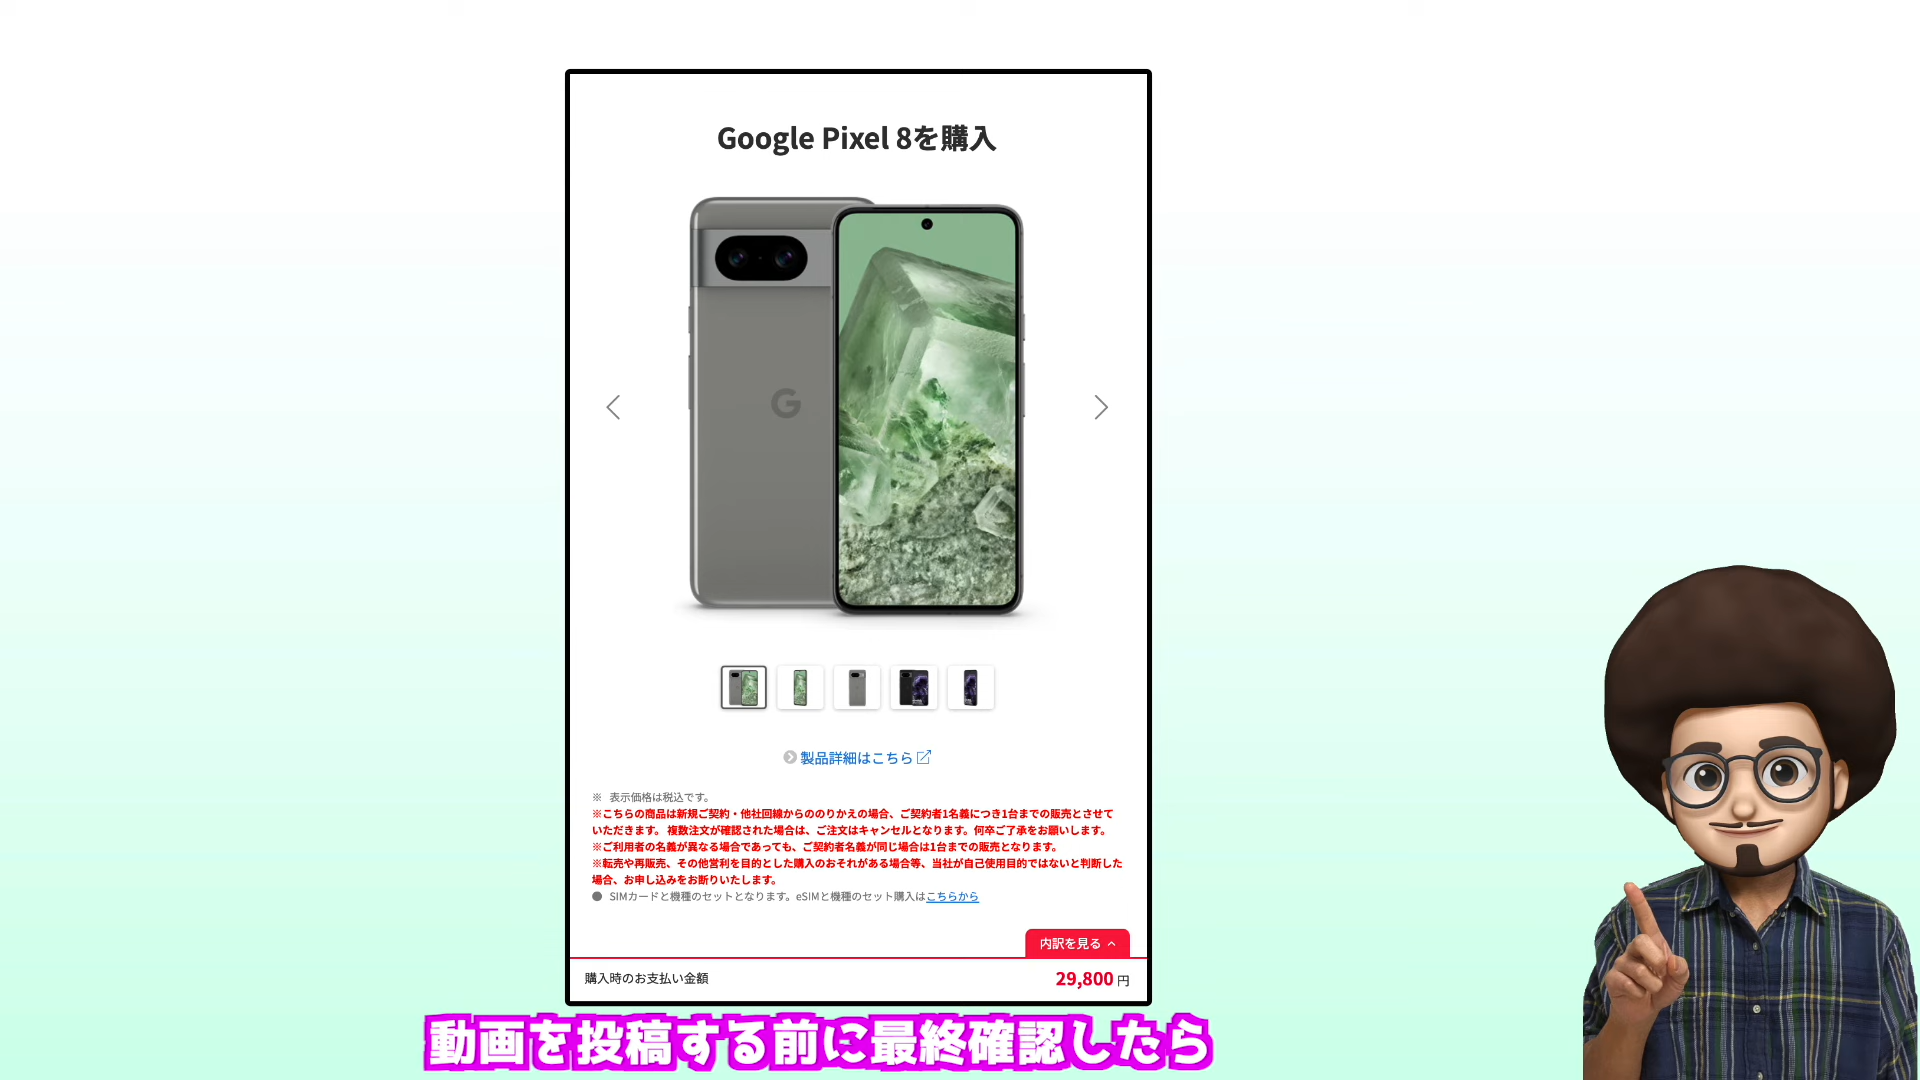 Google Pixel 8を購入
G
製品詳細はこちら
※ 表示価格は税込です。
※こちらの商品は新規ご契約・他社回線からののりかえの場合、ご契約者1名義につき1台までの販売とさせて
いただきます。 複数注文が確認された場合は、ご注文はキャンセルとなります。何卒ご了承をお願いします。
※ご利用者の名義が異なる場合であっても、ご契約者名義が同じ場合は1台までの販売となります。
※転売や再販売、その他営利を目的とした購入のおそれがある場合等、当社が自己使用目的ではないと判断した
場合、お申し込みをお断りいたします。
● SIMカードと機種のセットとなります。eSIMと機種のセット購入はこちらから
内訳を見る
購入時のお支払い金額 29,800 円
動画を投稿する前に最終確認したら